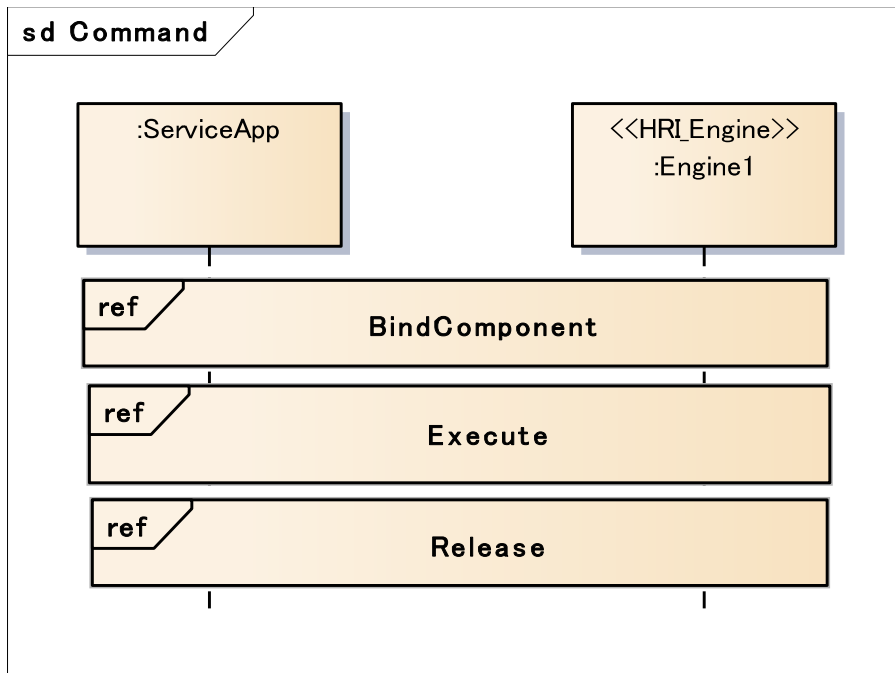 sd Command
:ServiceApp
<<HRI_Engine>>
:Engine1
ref
BindComponent
ref
Execute
ref
Release